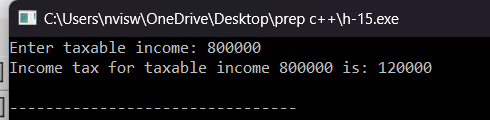 C:\Users\nvisw\OneDrive\Desktop\prep c++\h-15.exe
Enter taxable income: 800000
Income tax for taxable income 800000 is: 120000
--------------------------------